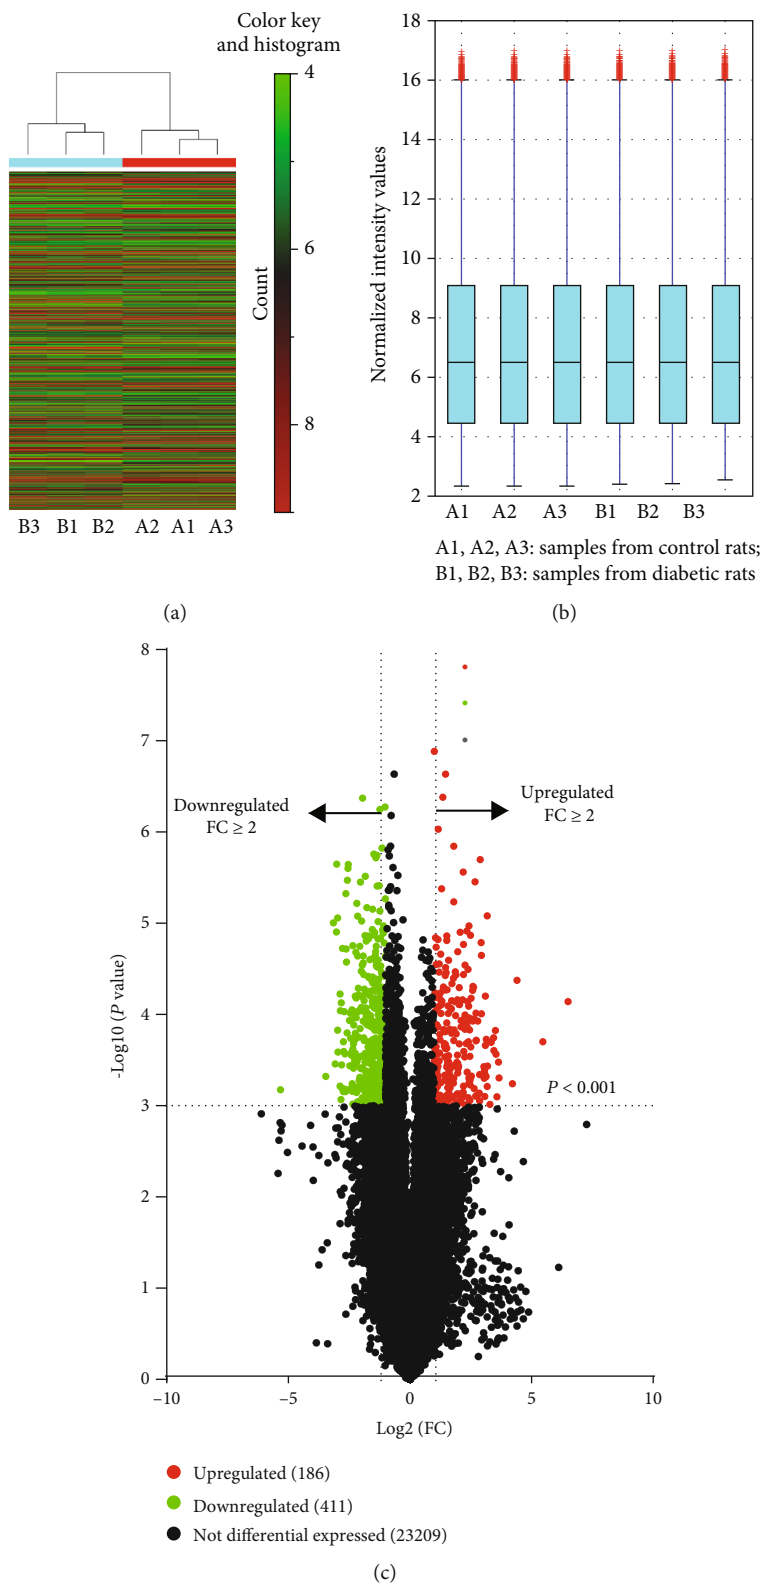 Color key
and histogram
4
6
8
Count
B3 B1 B2 A2 A1 A3
(a)
Normalized intensity values
18
16
14
12
10
8
6
4
2
A1 A2 A3 B1 B2 B3
A1, A2, A3: samples from control rats;
B1, B2, B3: samples from diabetic rats
(b)
-Log10 (P value)
8
7
6
5
4
3
2
1
0
Downregulated
FC ≥ 2
Upregulated
FC ≥ 2
P < 0.001
−10 −5 0 5 10
Log2 (FC)
Upregulated (186)
Downregulated (411)
Not differential expressed (23209)
(c)